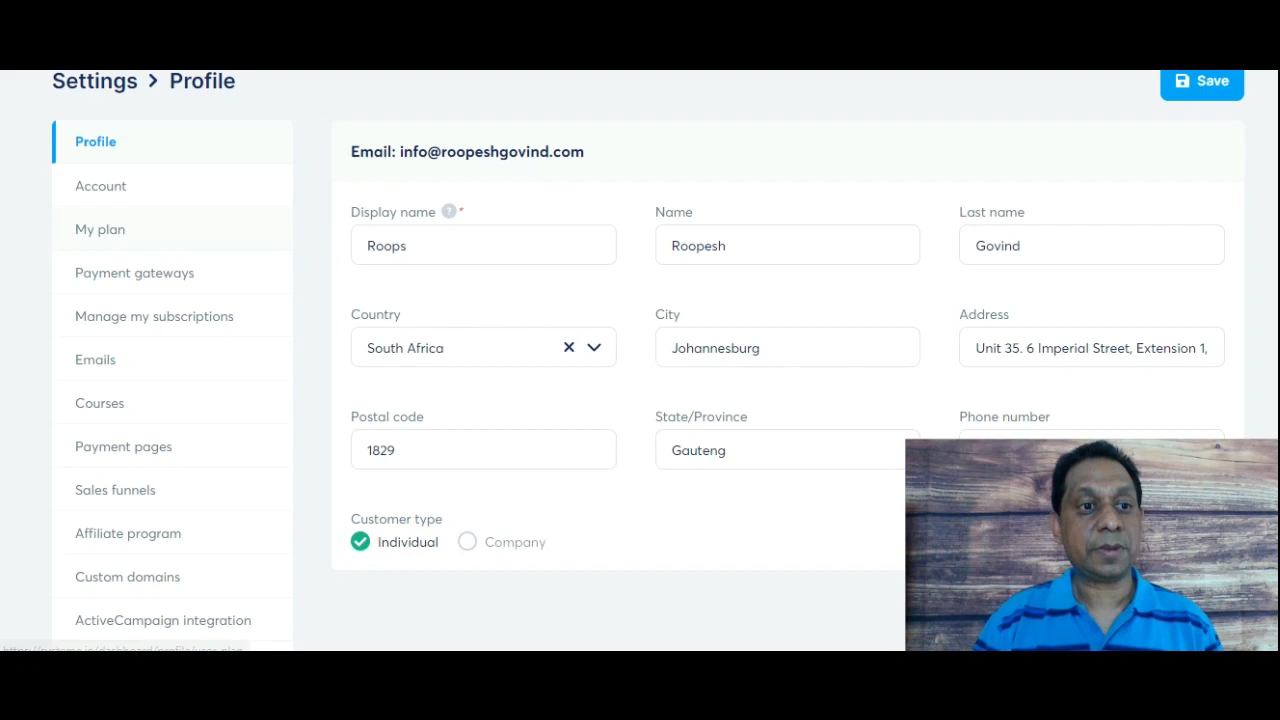 Settings > Profile
Save
Profile
Account
My plan
Payment gateways
Manage my subscriptions
Emails
Courses
Payment pages
Sales funnels
Affiliate program
Custom domains
ActiveCampaign integration
Email: info@roopeshgovind.com
Display name ? *
Name
Last name
Roops
Roopesh
Govind
Country
City
Address
South Africa
Johannesburg
Unit 35. 6 Imperial Street, Extension 1,
Postal code
State/Province
Phone number
1829
Gauteng
Customer type
Individual
Company